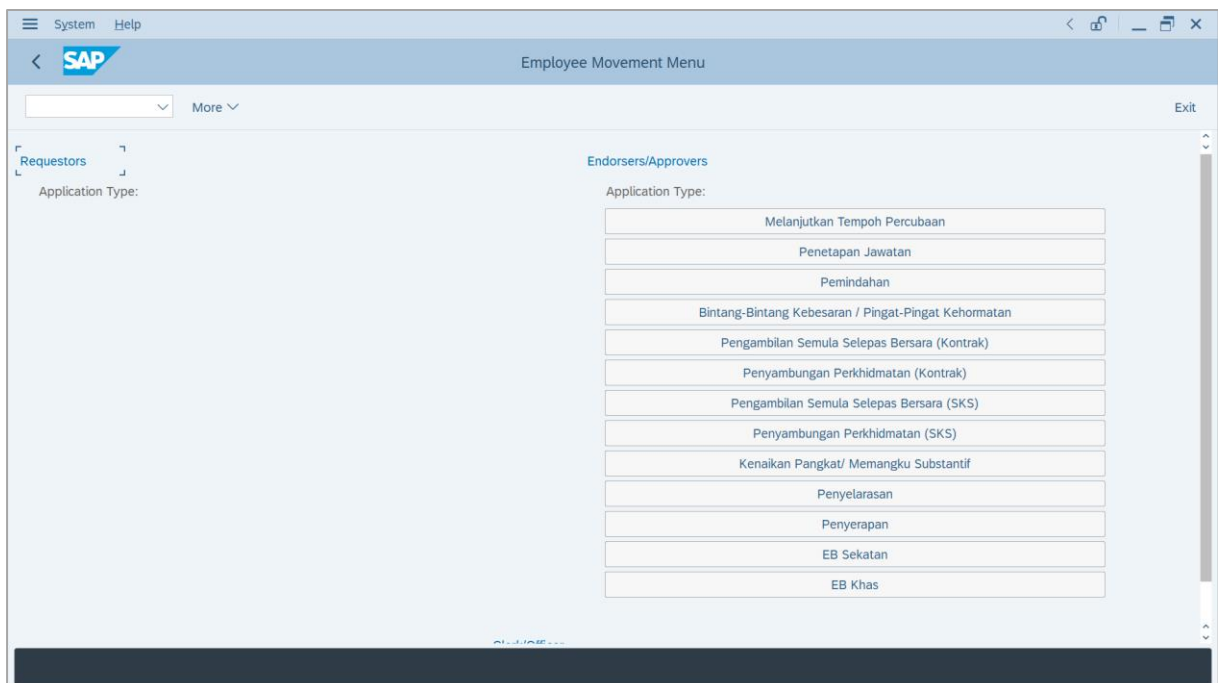 System Help
SAP
Employee Movement Menu
More
Exit
Requestors
Application Type:
Endorsers/Approvers
Application Type:
Melanjutkan Tempoh Percubaan
Penetapan Jawatan
Pemindahan
Bintang-Bintang Kebesaran / Pingat-Pingat Kehormatan
Pengambilan Semula Selepas Bersara (Kontrak)
Penyambungan Perkhidmatan (Kontrak)
Pengambilan Semula Selepas Bersara (SKS)
Penyambungan Perkhidmatan (SKS)
Kenaikan Pangkat/ Memangku Substantif
Penyelarasan
Penyerapan
EB Sekatan
EB Khas
Clerk/Officer